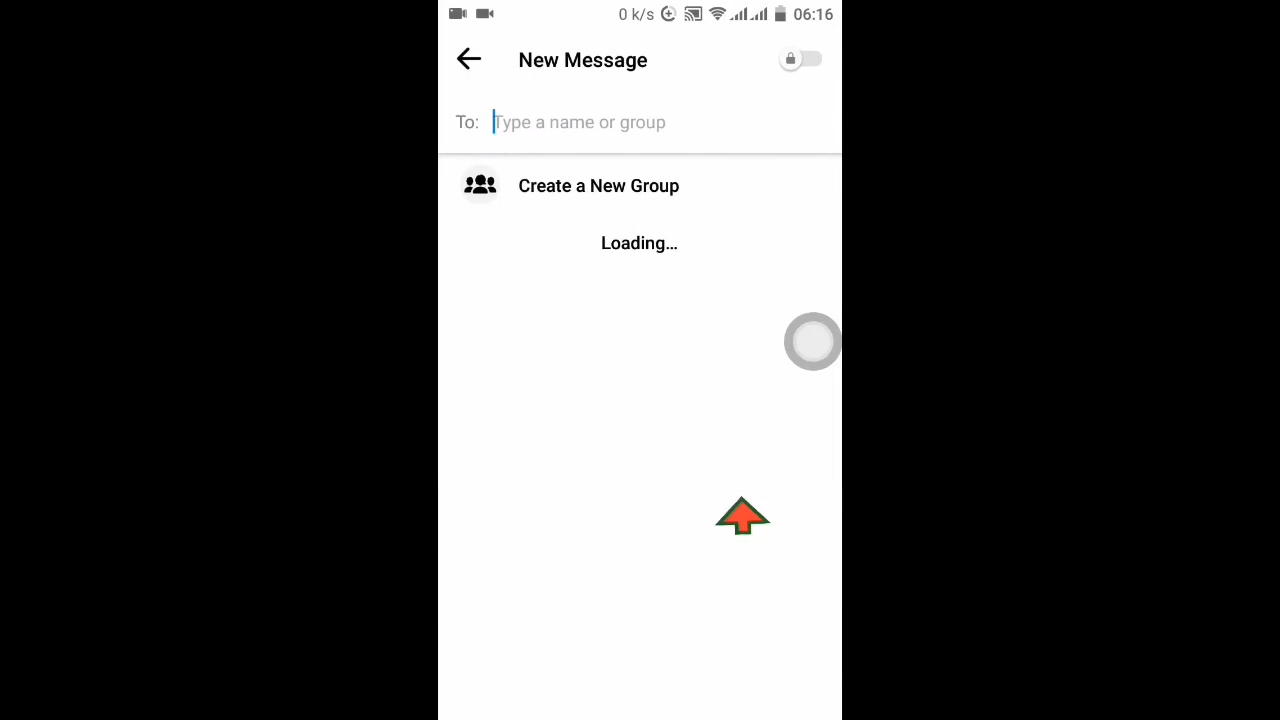 0 k/s 06:16
New Message
To: Type a name or group
Create a New Group
Loading...